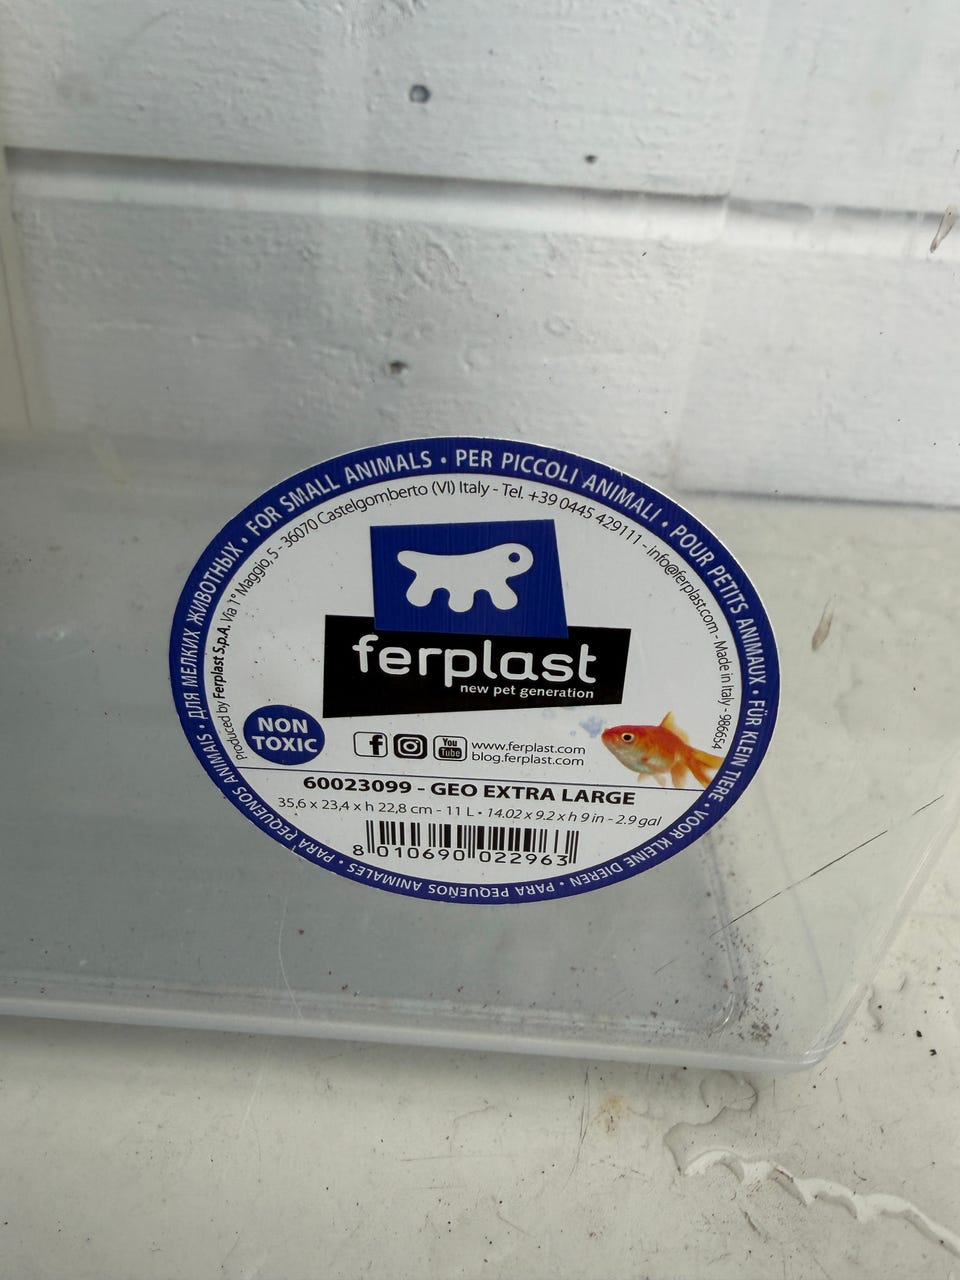 ДЛЯ МЕЛКИХ ЖИВОТНЫХ • FOR SMALL ANIMALS • PER PICCOLI ANIMALI • POUR PETITS ANIMAUX • FÜR KLEIN TIERE • VOOR KLEINE DIEREN • PARA PEQUEÑOS ANIMALES • PARA PEQUENOS ANIMAIS •
Produced by Ferplast S.p.A. Via 1° Maggio, 5 - 36070 Castelgomberto (VI) Italy - Tel. +39 0445 429111 - info@ferplast.com - Made in Italy - 986654
ferplast
new pet generation
NON
TOXIC
f
You
Tube
www.ferplast.com
blog.ferplast.com
60023099 - GEO EXTRA LARGE
35,6 x 23,4 x h 22,8 cm - 11 L • 14.02 x 9.2 x h 9 in - 2.9 gal
8 010690 022963